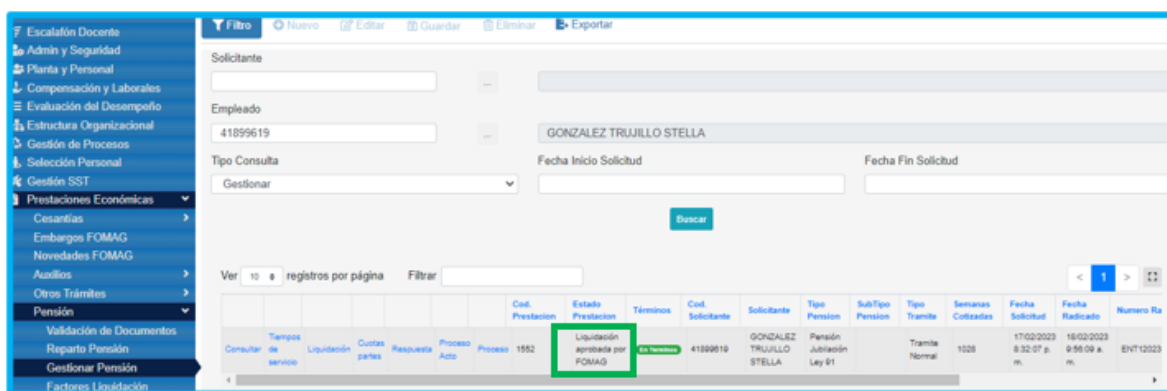 Escalafón Docente
Admin y Seguridad
Planta y Personal
Compensación y Laborales
Evaluación del Desempeño
Estructura Organizacional
Gestión de Procesos
Selección Personal
Gestión SST
Prestaciones Económicas
Cesantías
Embargos FOMAG
Novedades FOMAG
Auxilios
Otros Trámites
Pensión
Validación de Documentos
Reparto Pensión
Gestionar Pensión
Factores Liquidación
Filtro Nuevo Editar Guardar Eliminar Exportar
Solicitante
...
Empleado
41899619 ... GONZALEZ TRUJILLO STELLA
Tipo Consulta Fecha Inicio Solicitud Fecha Fin Solicitud
Gestionar
Buscar
Ver 10 registros por página Filtrar
< 1 >
Cod. Prestacion Estado Prestacion Términos Cod. Solicitante Solicitante Tipo Pension SubTipo Pension Tipo Tramite Semanas Cotizadas Fecha Solicitud Fecha Radicado Numero Ra
Consultar Tiempos de servicio Liquidación Cuotas partes Respuesta Proceso Acto Proceso 1552 Liquidación aprobada por FOMAG En Terminos 41899619 GONZALEZ TRUJILLO STELLA Pensión Jubilación Ley 91 Tramite Normal 1028 17/02/2023 8:32:07 p. m. 18/02/2023 9:56:09 a. m. ENT12023